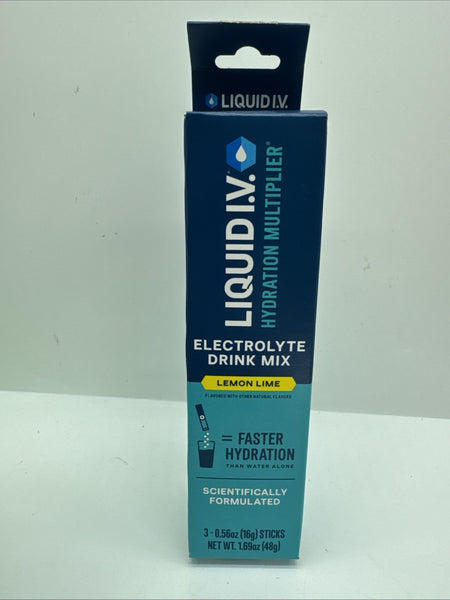 LIQUID I.V.
LIQUID I.V.®
HYDRATION MULTIPLIER®
ELECTROLYTE
DRINK MIX
LEMON LIME
FLAVORED WITH OTHER NATURAL FLAVORS
= FASTER
HYDRATION
THAN WATER ALONE
SCIENTIFICALLY
FORMULATED
3 - 0.56oz (16g) STICKS
NET WT. 1.69oz (48g)